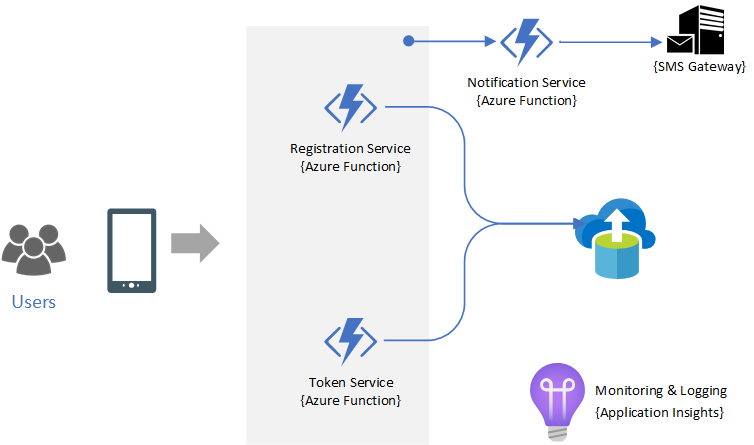 Notification Service
{Azure Function}
{SMS Gateway}
Registration Service
{Azure Function}
Users
Token Service
{Azure Function}
Monitoring & Logging
{Application Insights}